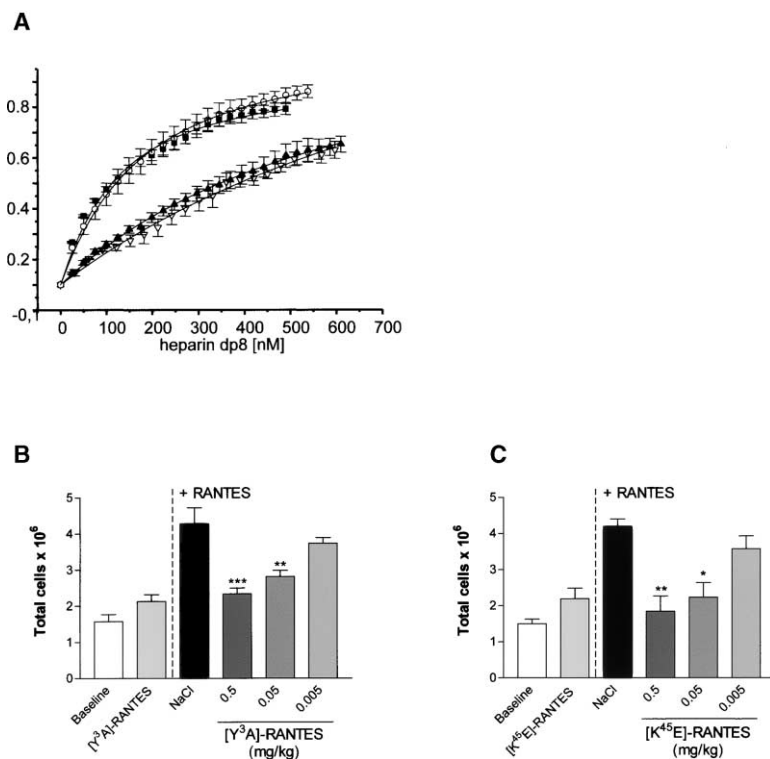 A
0.8
0.6
0.4
0.2
-0,
0 100 200 300 400 500 600 700
heparin dp8 [nM]
B
+ RANTES
Total cells x 10⁶
5
4
3
2
1
0
Baseline
[Y³A]-RANTES
NaCl
0.5
0.05
0.005
***
**
[Y³A]-RANTES
(mg/kg)
C
+ RANTES
Total cells x 10⁶
5
4
3
2
1
0
Baseline
[K⁴⁵E]-RANTES
NaCl
0.5
0.05
0.005
**
*
[K⁴⁵E]-RANTES
(mg/kg)